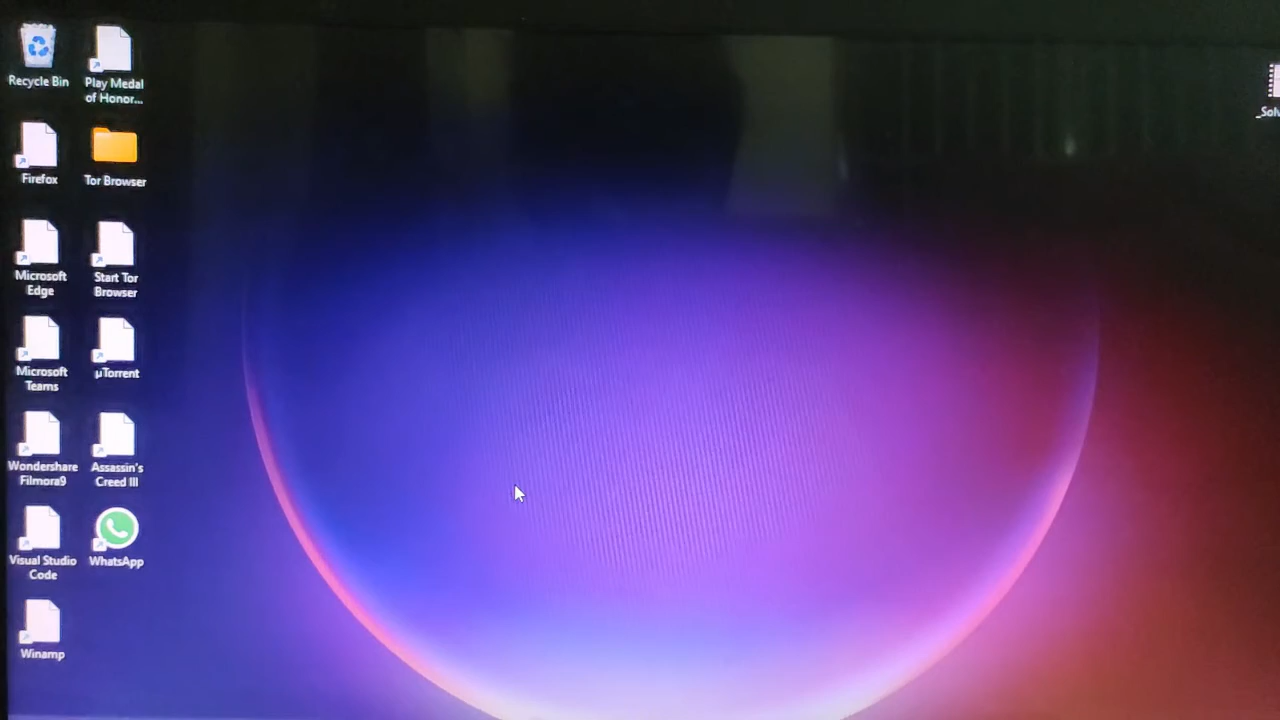 Recycle Bin
Play Medal
of Honor...
Firefox
Tor Browser
Microsoft
Edge
Start Tor
Browser
Microsoft
Teams
µTorrent
Wondershare
Filmora9
Assassin's
Creed III
Visual Studio
Code
WhatsApp
Winamp